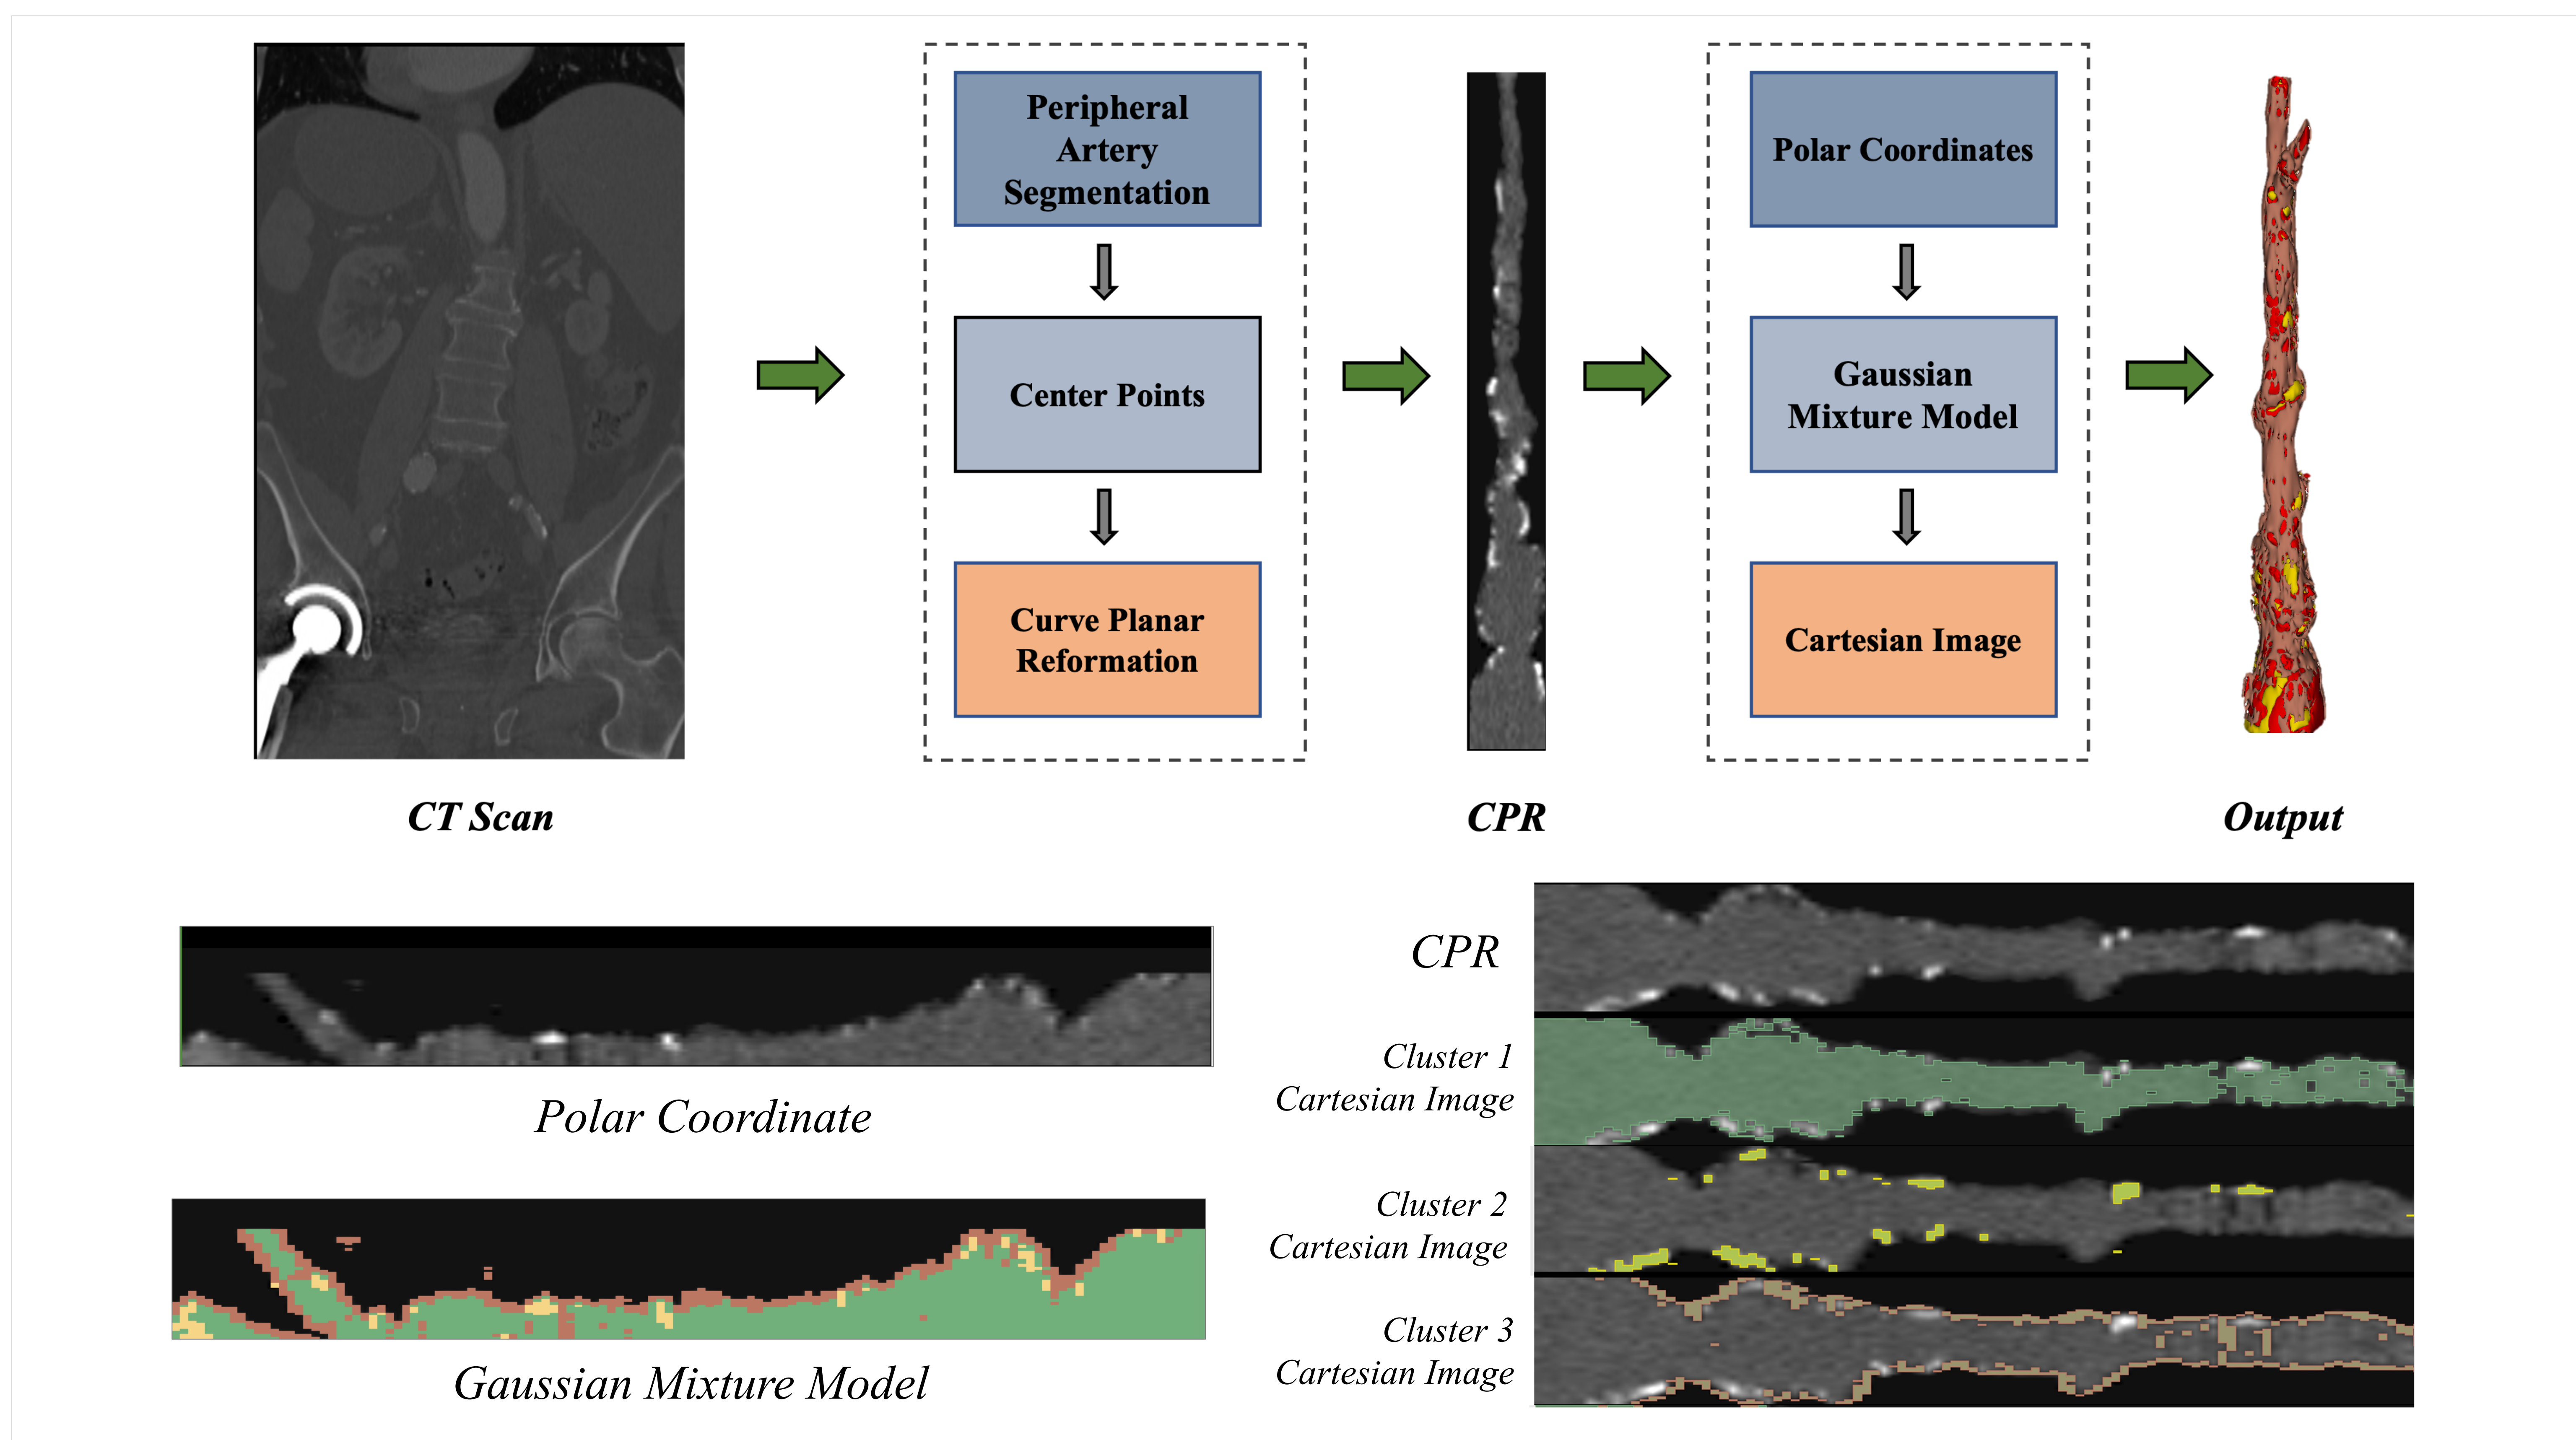 Peripheral
Artery
Segmentation
Center Points
Curve Planar
Reformation
Polar Coordinates
Gaussian
Mixture Model
Cartesian Image
CT Scan
CPR
Output
Polar Coordinate
Gaussian Mixture Model
CPR
Cluster 1
Cartesian Image
Cluster 2
Cartesian Image
Cluster 3
Cartesian Image